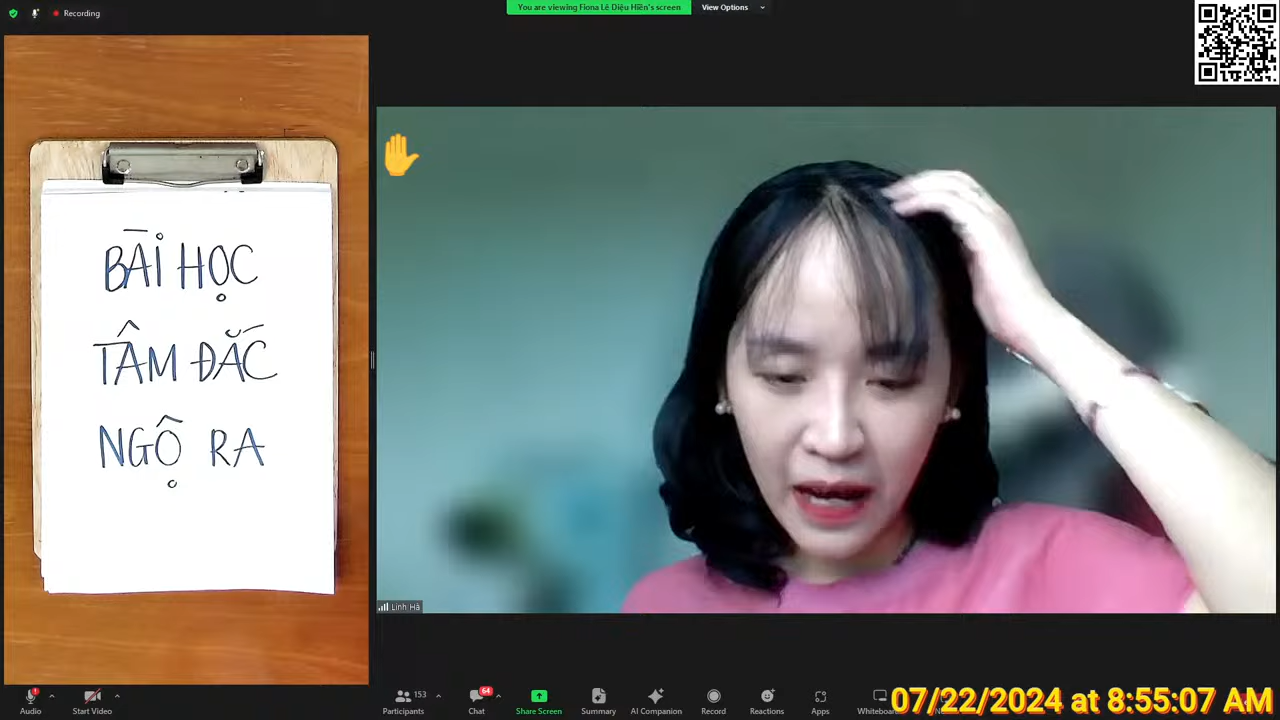 Recording
You are viewing Fiona Lê Diệu Hiền's screen
View Options
BÀI HỌC
TÂM ĐẮC
NGỘ RA
Linh Hà
Audio
Start Video
Participants
153
Chat
64
Share Screen
Summary
AI Companion
Record
Reactions
Apps
07/22/2024 at 8:55:07 AM